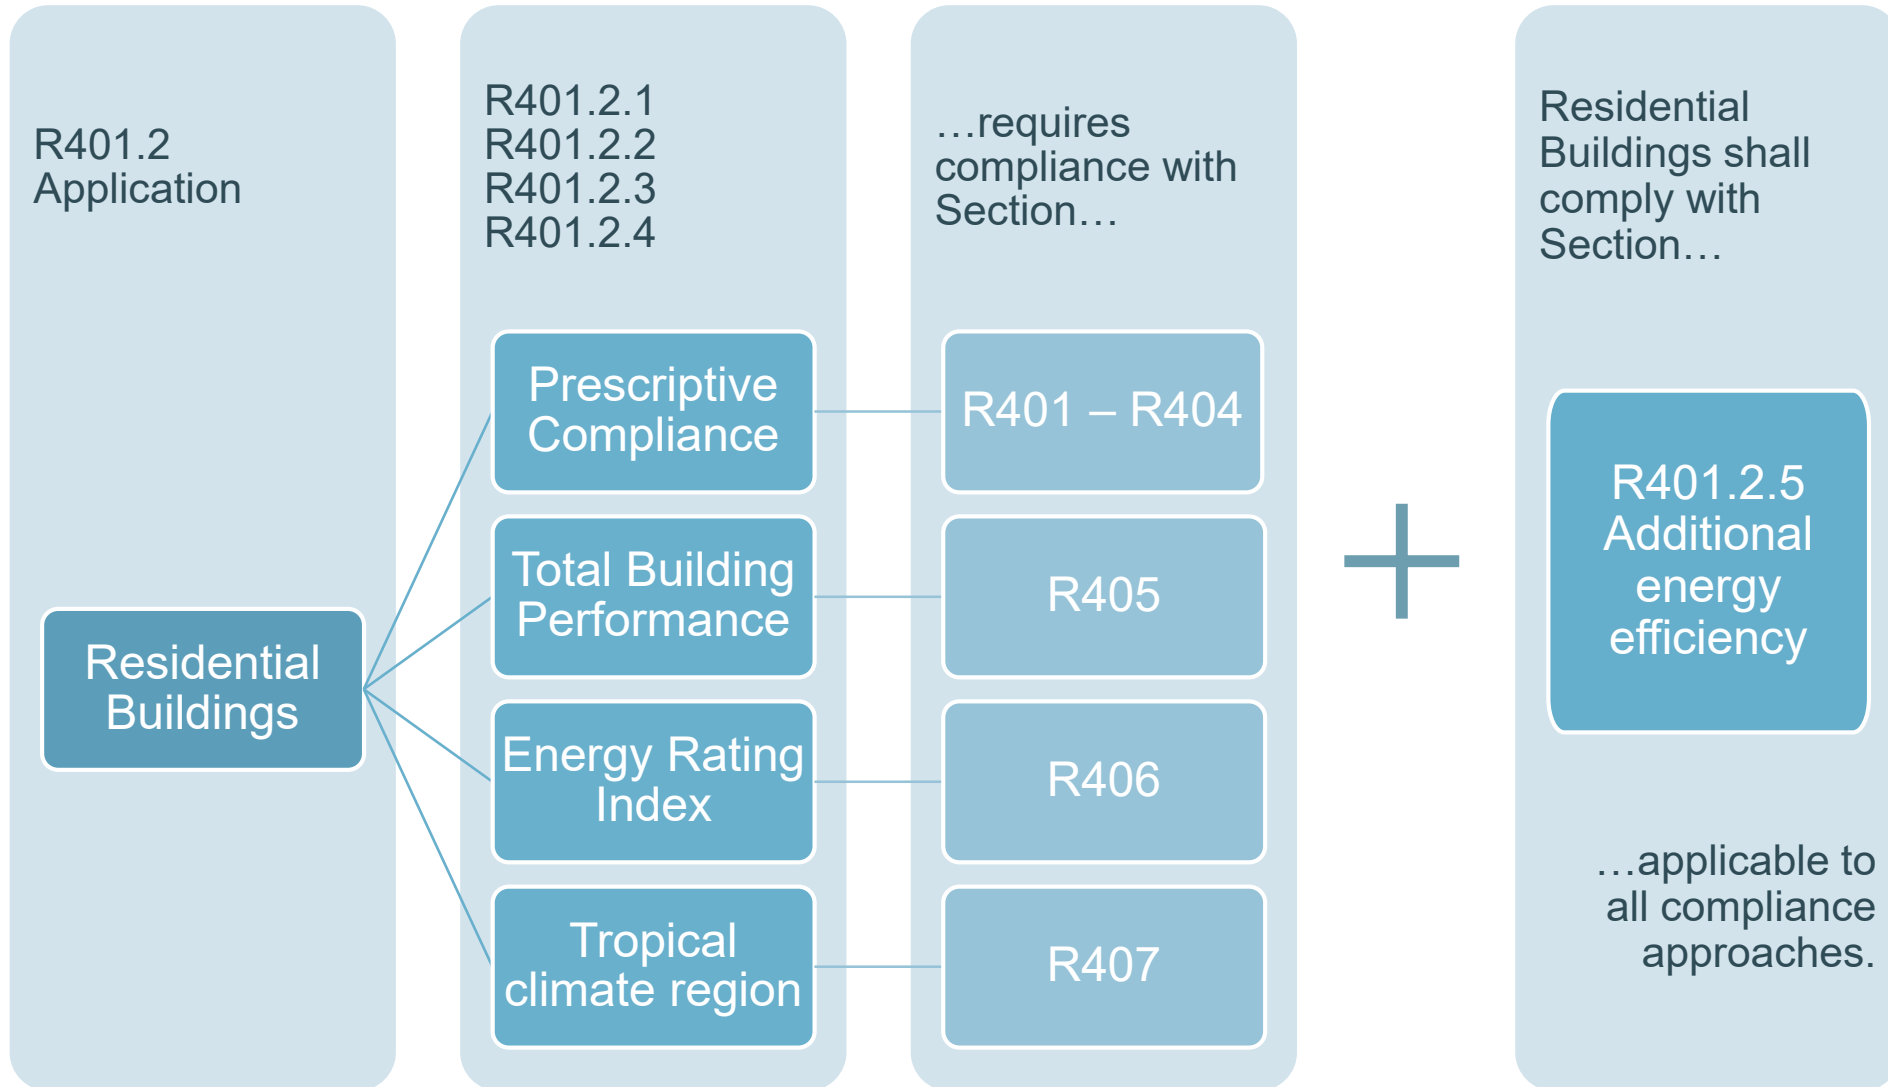 R401.2
Application
R401.2.1
R401.2.2
R401.2.3
R401.2.4
…requires
compliance with
Section…
Residential
Buildings shall
comply with
Section…
Residential
Buildings
Prescriptive
Compliance
R401 – R404
Total Building
Performance
R405
Energy Rating
Index
R406
Tropical
climate region
R407
+
R401.2.5
Additional
energy
efficiency
…applicable to
all compliance
approaches.